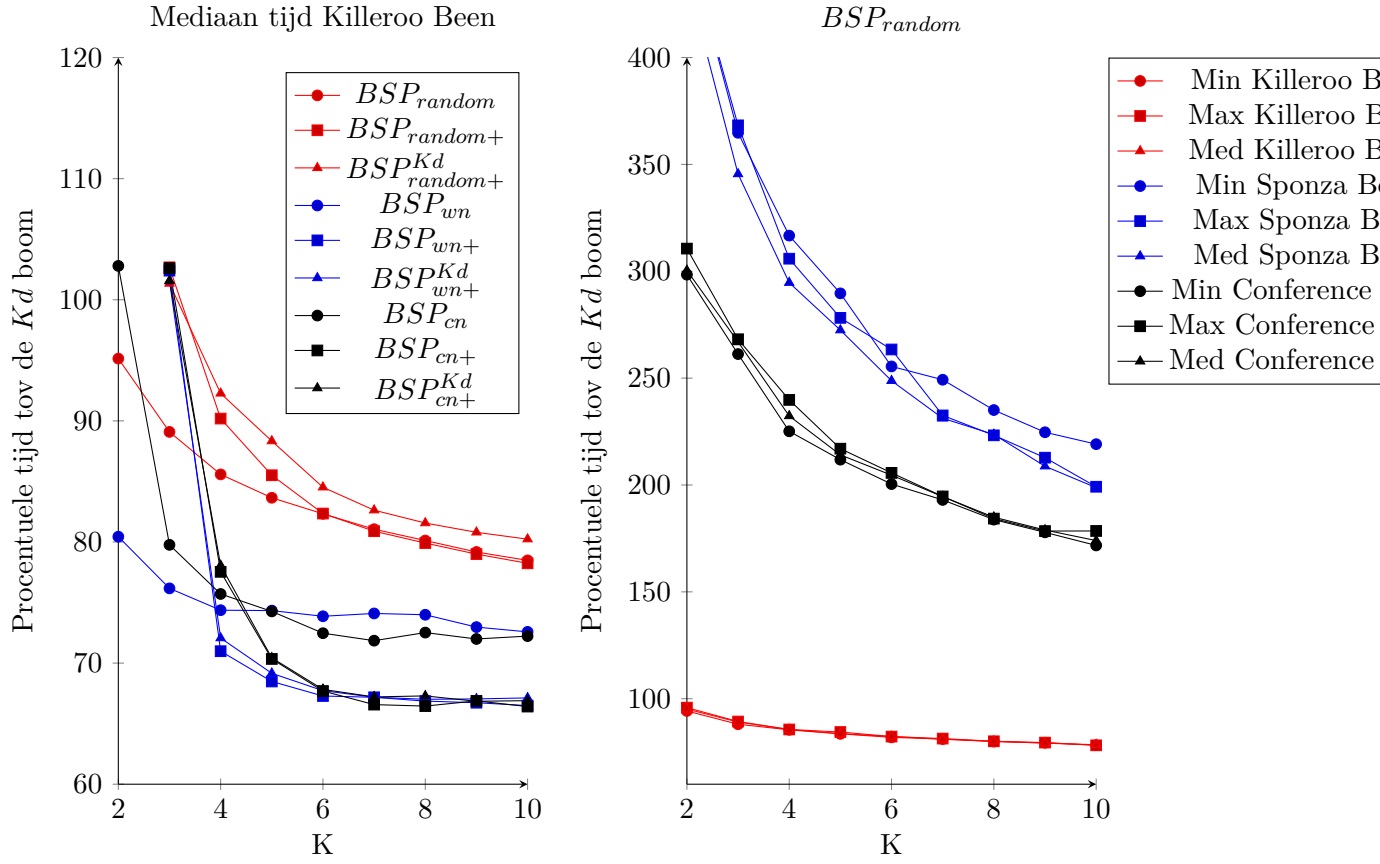 Mediaan tijd Killeroo Been
Procentuele tijd tov de Kd boom
120
110
100
90
80
70
60
2
4
6
8
10
K
BSP_random
BSP_random+
BSP^Kd_random+
BSP_wn
BSP_wn+
BSP^Kd_wn+
BSP_cn
BSP_cn+
BSP^Kd_cn+
BSP_random
Procentuele tijd tov de Kd boom
400
350
300
250
200
150
100
2
4
6
8
10
K
Min Killeroo B
Max Killeroo B
Med Killeroo B
Min Sponza B
Max Sponza B
Med Sponza B
Min Conference
Max Conference
Med Conference